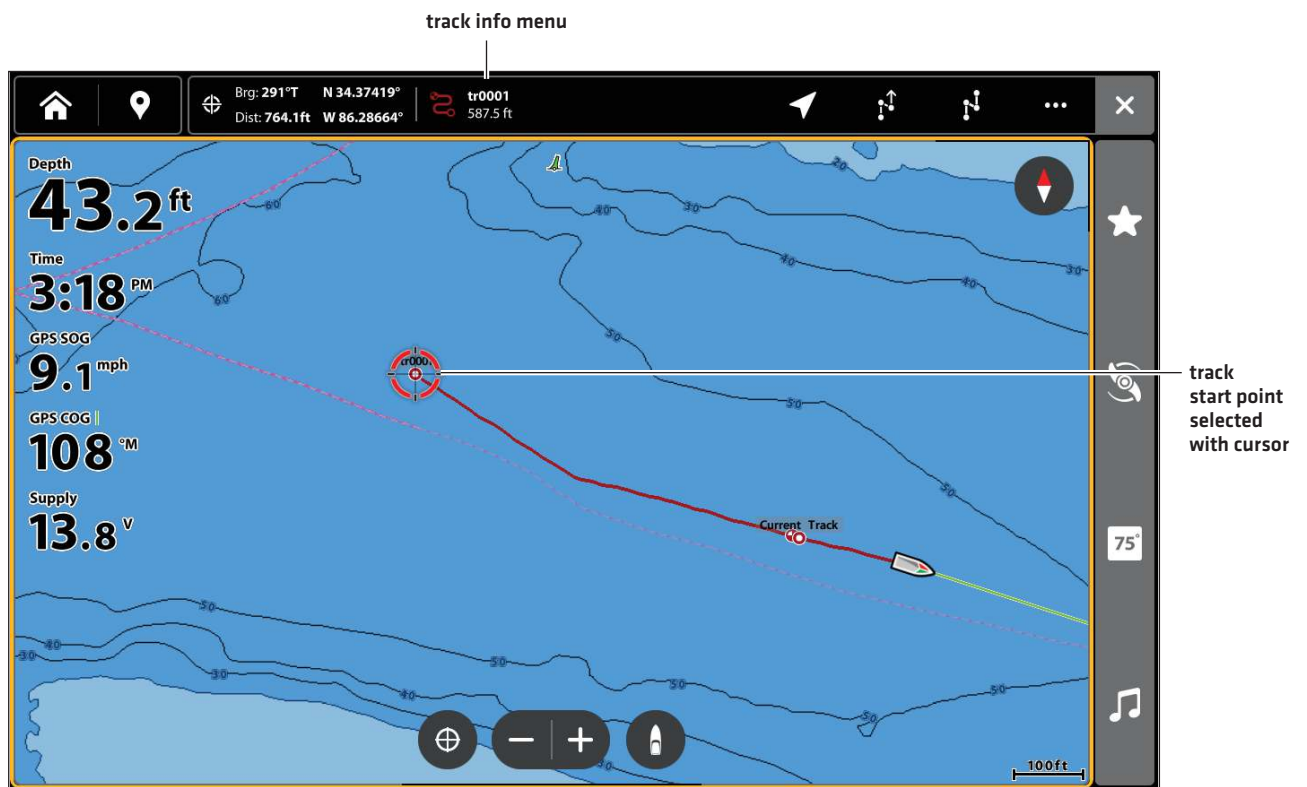 track info menu
Brg: 291°T N 34.37419°
Dist: 764.1ft W 86.28664°
tr0001
587.5 ft
Depth
43.2 ft
Time
3:18 PM
GPS SOG
9.1 mph
GPS COG
108 °M
Supply
13.8 V
tr0001
track
start point
selected
with cursor
Current Track
75°
20
60
40
30
40
30
40
60
50
50
50
50
40
30
50
30
50
40
50
50
50
100ft